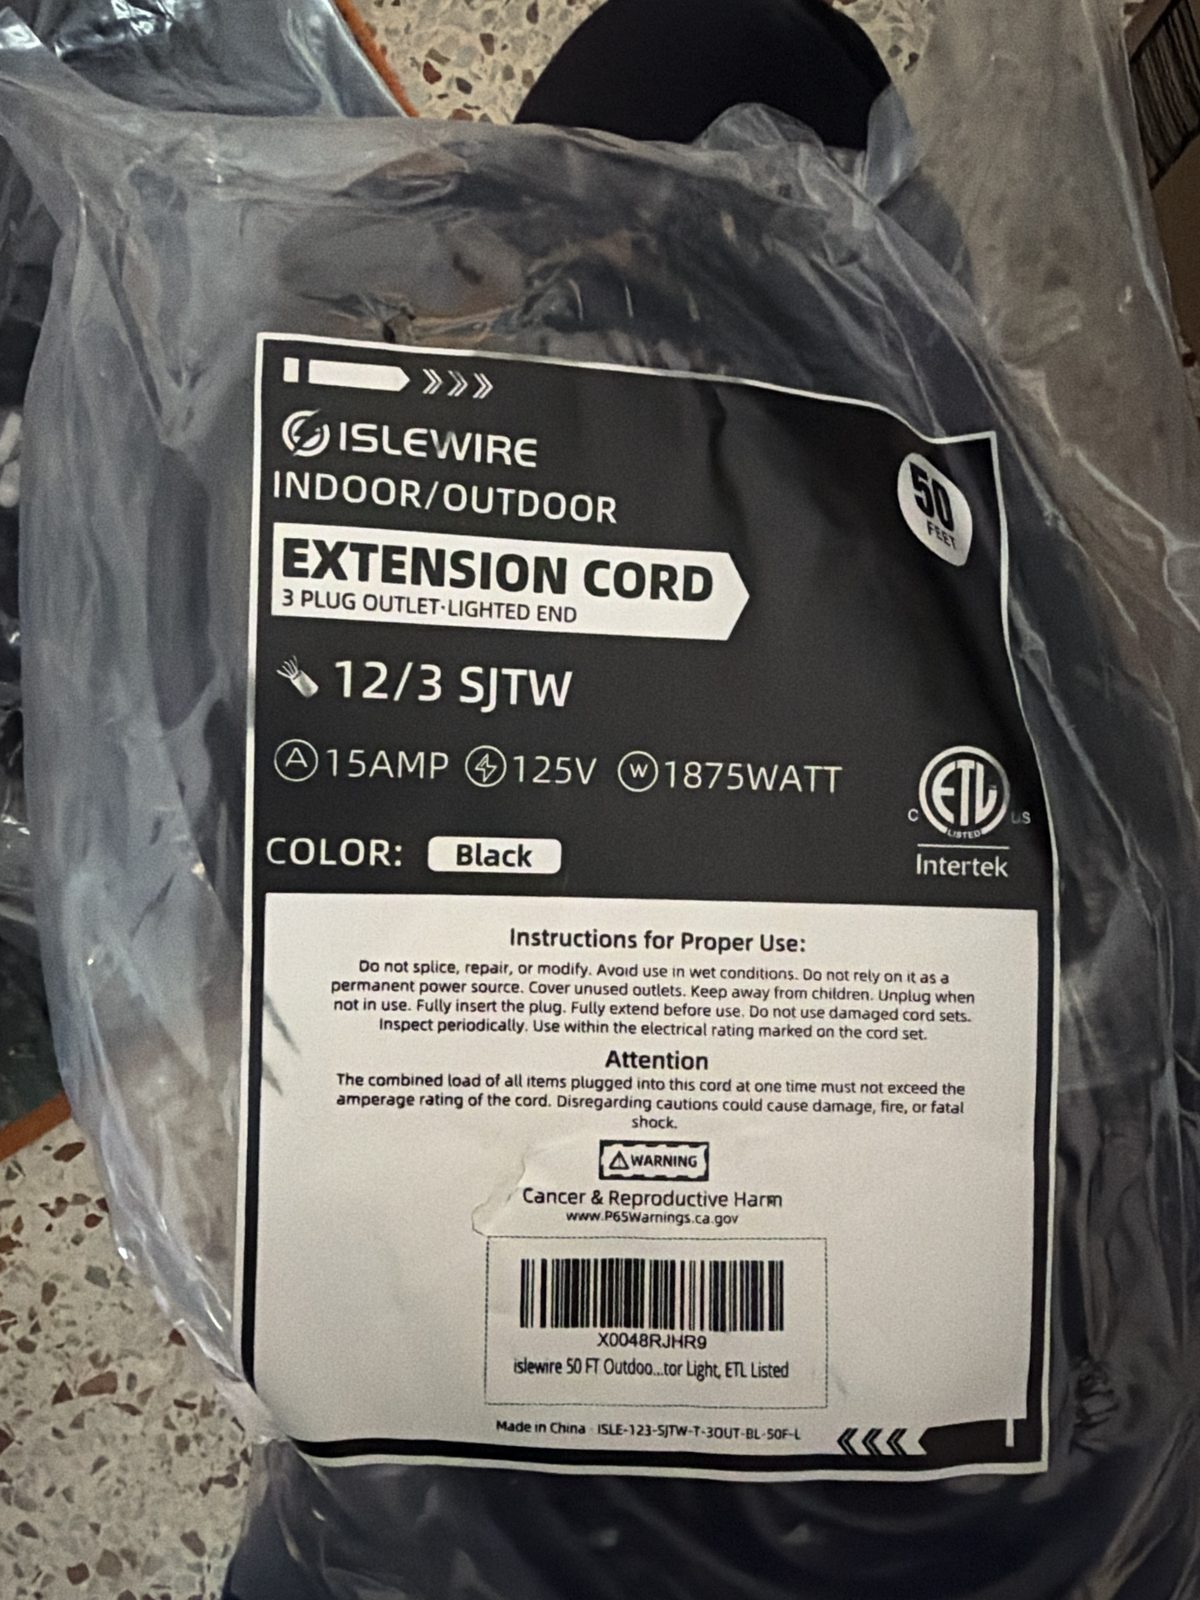 ISLEWIRE
INDOOR/OUTDOOR
50
FEET
EXTENSION CORD
3 PLUG OUTLET·LIGHTED END
12/3 SJTW
A 15AMP 125V W 1875WATT
ETL
LISTED
C US
Intertek
COLOR: Black
Instructions for Proper Use:
Do not splice, repair, or modify. Avoid use in wet conditions. Do not rely on it as a
permanent power source. Cover unused outlets. Keep away from children. Unplug when
not in use. Fully insert the plug. Fully extend before use. Do not use damaged cord sets.
Inspect periodically. Use within the electrical rating marked on the cord set.
Attention
The combined load of all items plugged into this cord at one time must not exceed the
amperage rating of the cord. Disregarding cautions could cause damage, fire, or fatal
shock.
WARNING
Cancer & Reproductive Harm
www.P65Warnings.ca.gov
X0048RJHR9
islewire 50 FT Outdoo...tor Light, ETL Listed
Made in China · ISLE-123-SJTW-T-3OUT-BL-50F-L